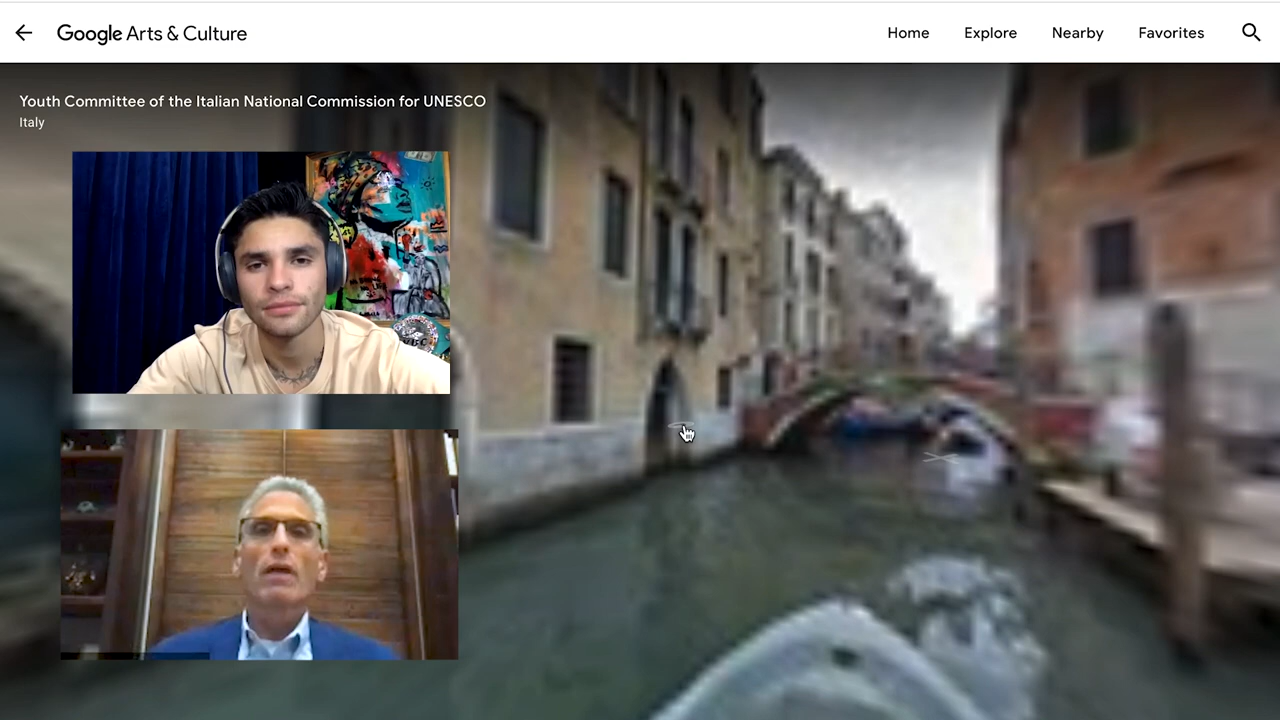 Google Arts & Culture
Home
Explore
Nearby
Favorites
Youth Committee of the Italian National Commission for UNESCO
Italy